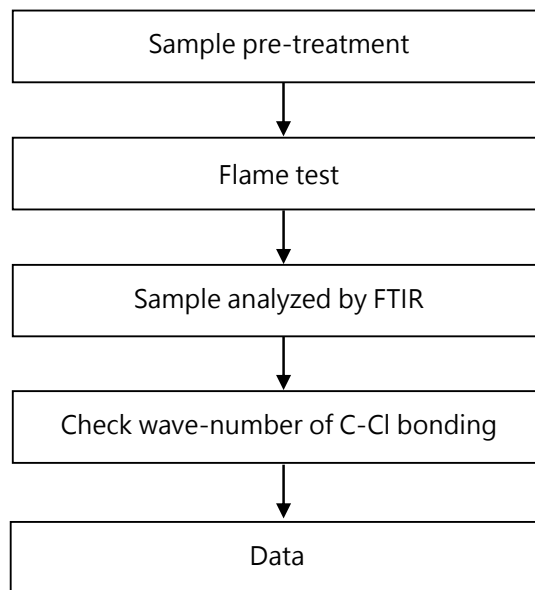 Sample pre-treatment
Flame test
Sample analyzed by FTIR
Check wave-number of C-Cl bonding
Data